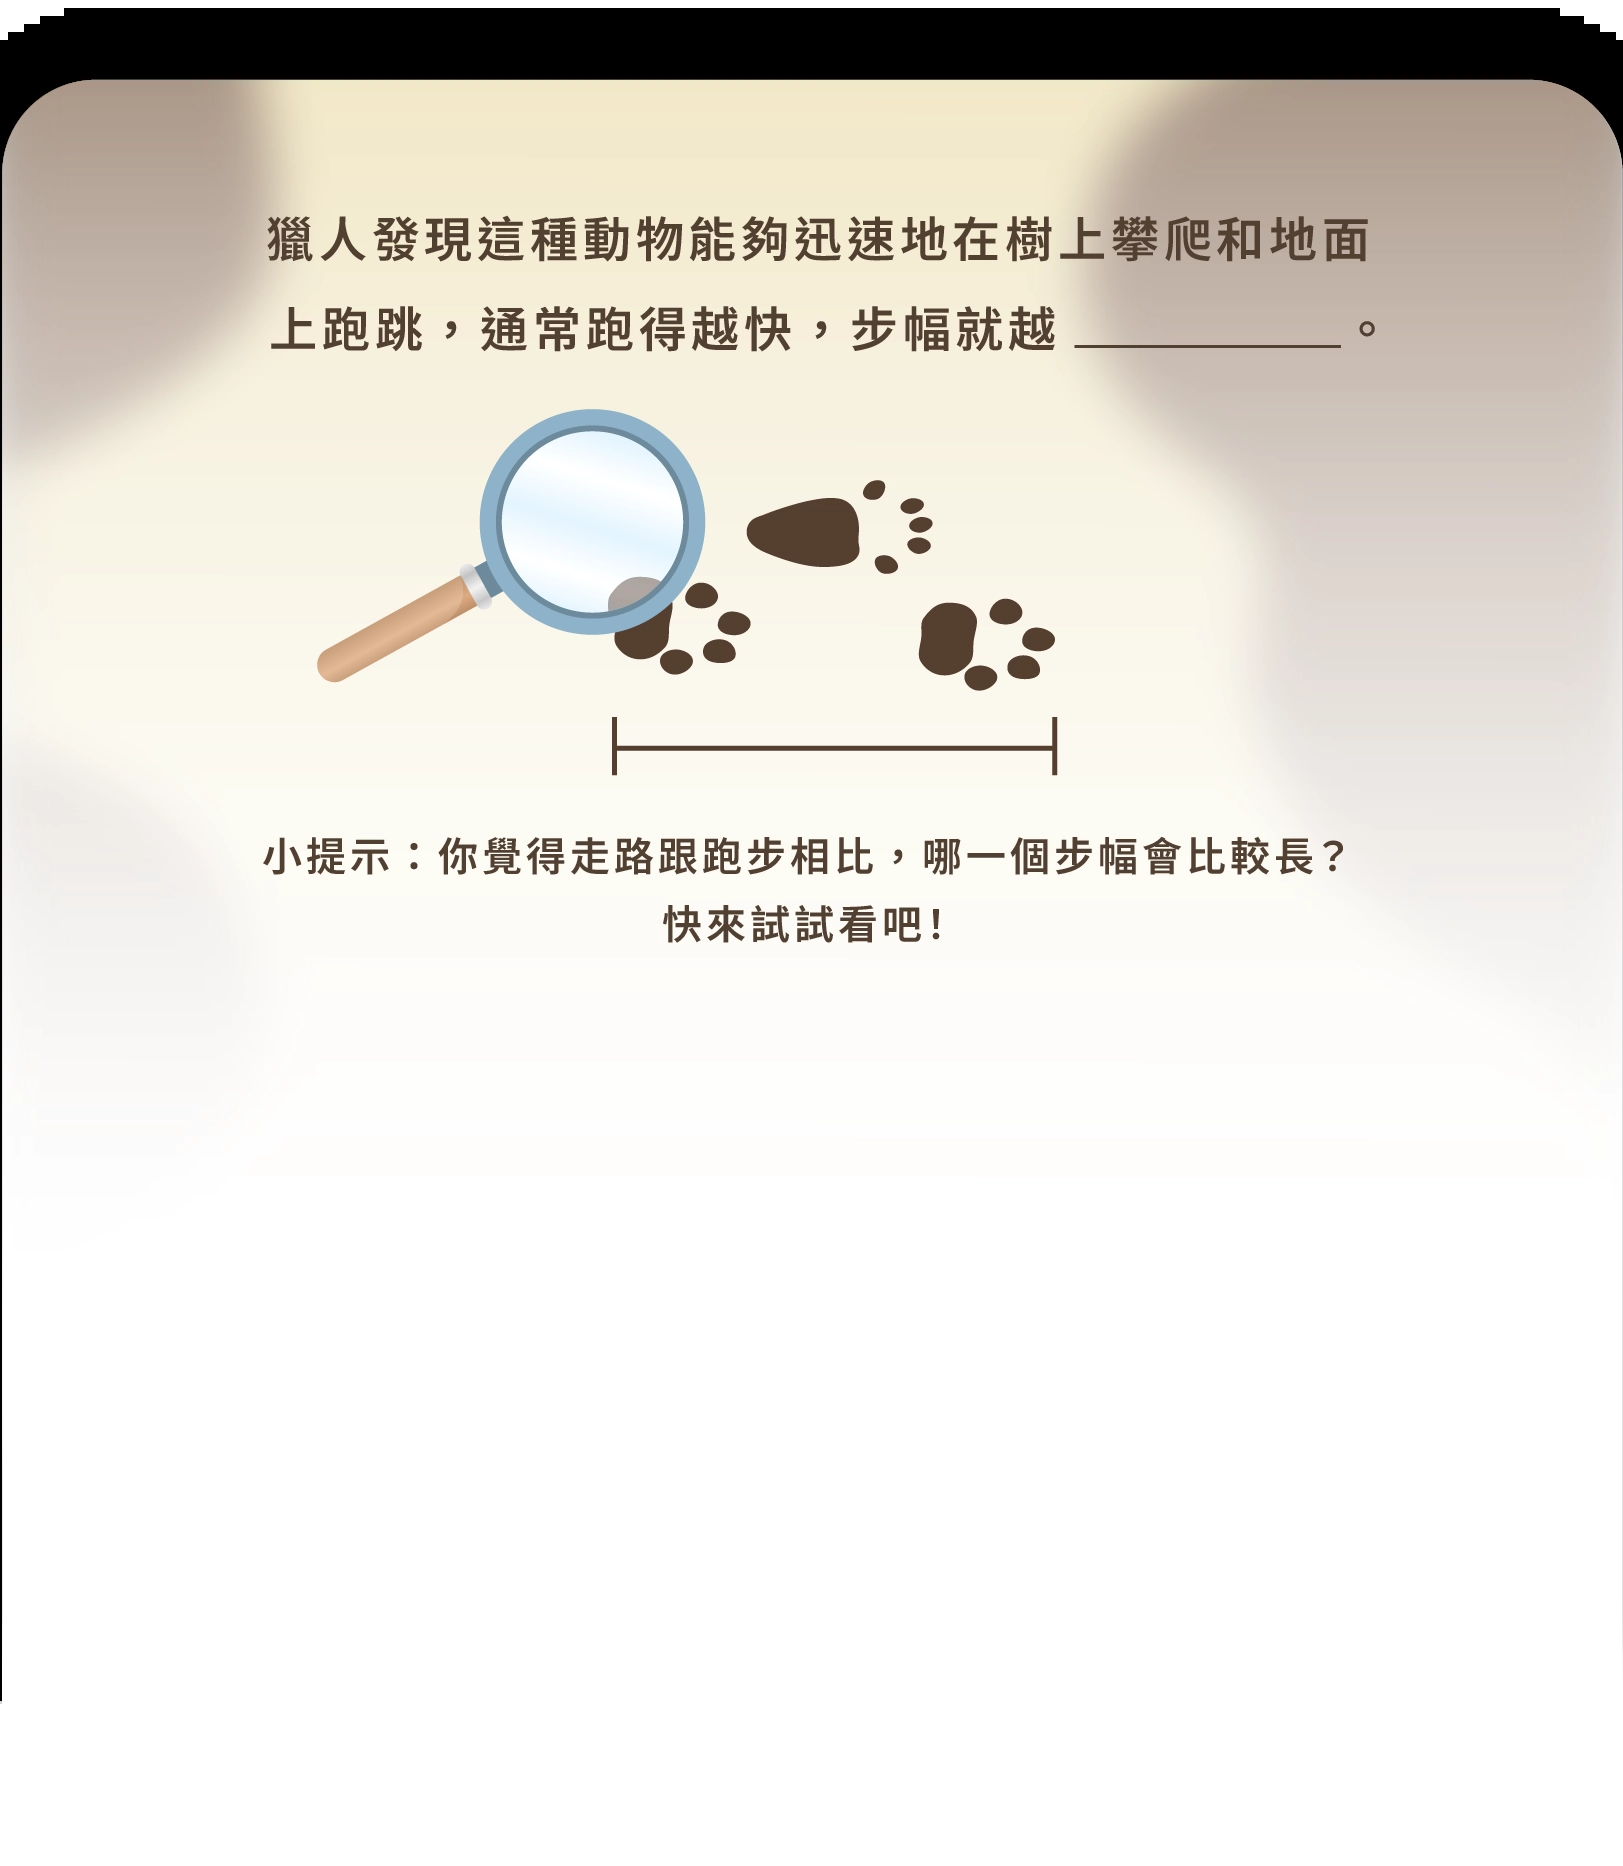 獵人發現這種動物能夠迅速地在樹上攀爬和地面
上跑跳，通常跑得越快，步幅就越 ＿＿＿＿＿ 。
小提示：你覺得走路跟跑步相比，哪一個步幅會比較長？
快來試試看吧！